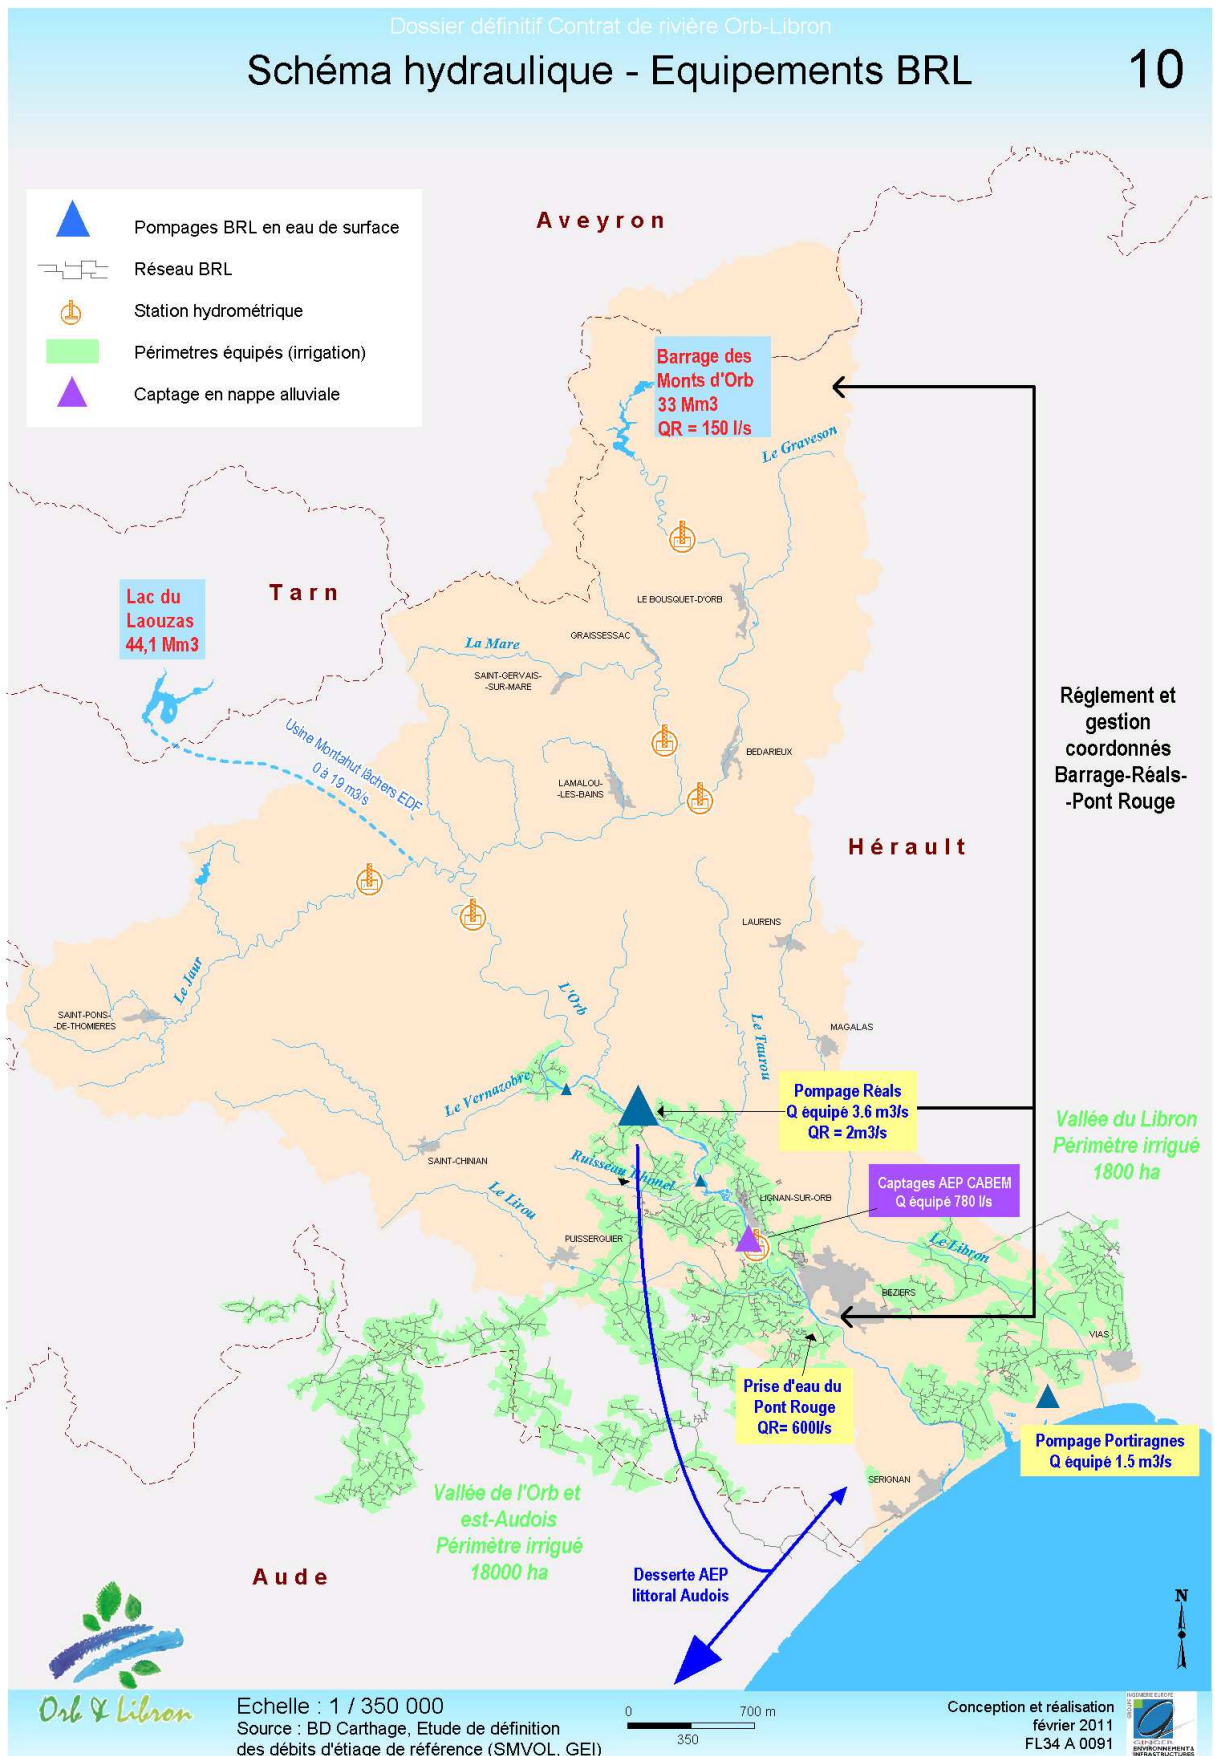 Dossier définitif Contrat de rivière Orb-Libron
Schéma hydraulique - Equipements BRL
10
Pompages BRL en eau de surface
Réseau BRL
Station hydrométrique
Périmetres équipés (irrigation)
Captage en nappe alluviale
Aveyron
Barrage des
Monts d'Orb
33 Mm3
QR = 150 l/s
Le Graveson
Tarn
Lac du
Laouzas
44,1 Mm3
LE BOUSQUET-D'ORB
GRAISSESSAC
La Mare
SAINT-GERVAIS-
-SUR-MARE
Usine Montahut lâchers EDF
0 à 19 m3/s
BEDARIEUX
LAMALOU-
-LES-BAINS
Réglement et
gestion
coordonnés
Barrage-Réals-
-Pont Rouge
Hérault
LAURENS
Le Jaur
L'Orb
SAINT-PONS-
-DE-THOMIERES
Le Taurou
MAGALAS
Le Vernazobre
Pompage Réals
Q équipé 3.6 m3/s
QR = 2m3/s
Vallée du Libron
Périmètre irrigué
1800 ha
SAINT-CHINIAN
Ruisseau Rhonel
Le Lirou
Captages AEP CABEM
Q équipé 780 l/s
LIGNAN-SUR-ORB
PUISSERGUIER
Le Libron
BEZIERS
VIAS
Prise d'eau du
Pont Rouge
QR= 600l/s
Pompage Portiragnes
Q équipé 1.5 m3/s
SERIGNAN
Vallée de l'Orb et
est-Audois
Périmètre irrigué
18000 ha
Aude
Desserte AEP
littoral Audois
N
Orb & Libron
Echelle : 1 / 350 000
Source : BD Carthage, Etude de définition
des débits d'étiage de référence (SMVOL, GEI)
0
700 m
350
Conception et réalisation
février 2011
FL34 A 0091
INGENIERIE EUROPE
GROUPE
GINGER
ENVIRONNEMENT &
INFRASTRUCTURES